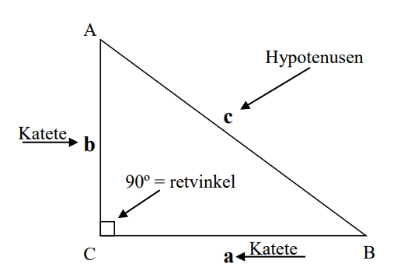 A
Hypotenusen
c
Katete
b
90º = retvinkel
C
a
Katete
B